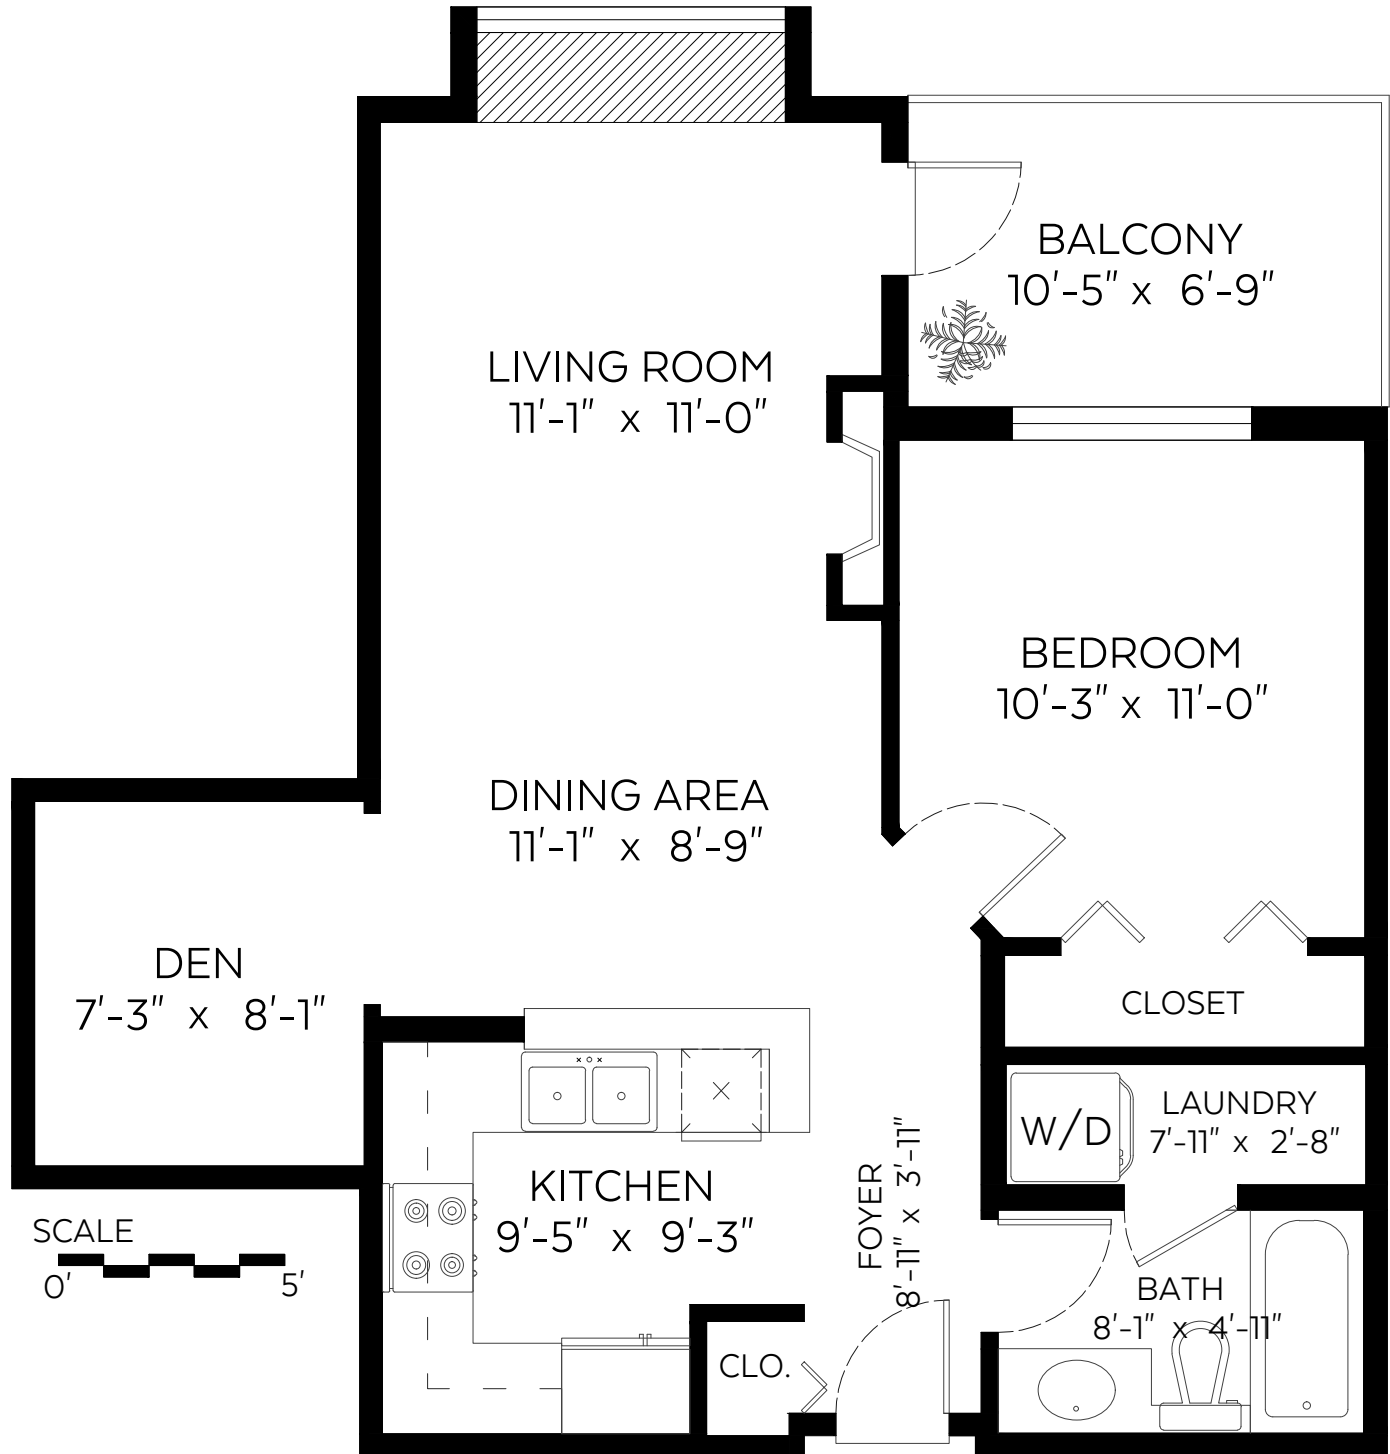 BALCONY
10'-5" x 6'-9"
LIVING ROOM
11'-1" x 11'-0"
BEDROOM
10'-3" x 11'-0"
DINING AREA
11'-1" x 8'-9"
DEN
7'-3" x 8'-1"
CLOSET
LAUNDRY
7'-11" x 2'-8"
W/D
KITCHEN
9'-5" x 9'-3"
FOYER
8'-11" x 3'-11"
SCALE
0' 5'
BATH
8'-1" x 4'-11"
CLO.